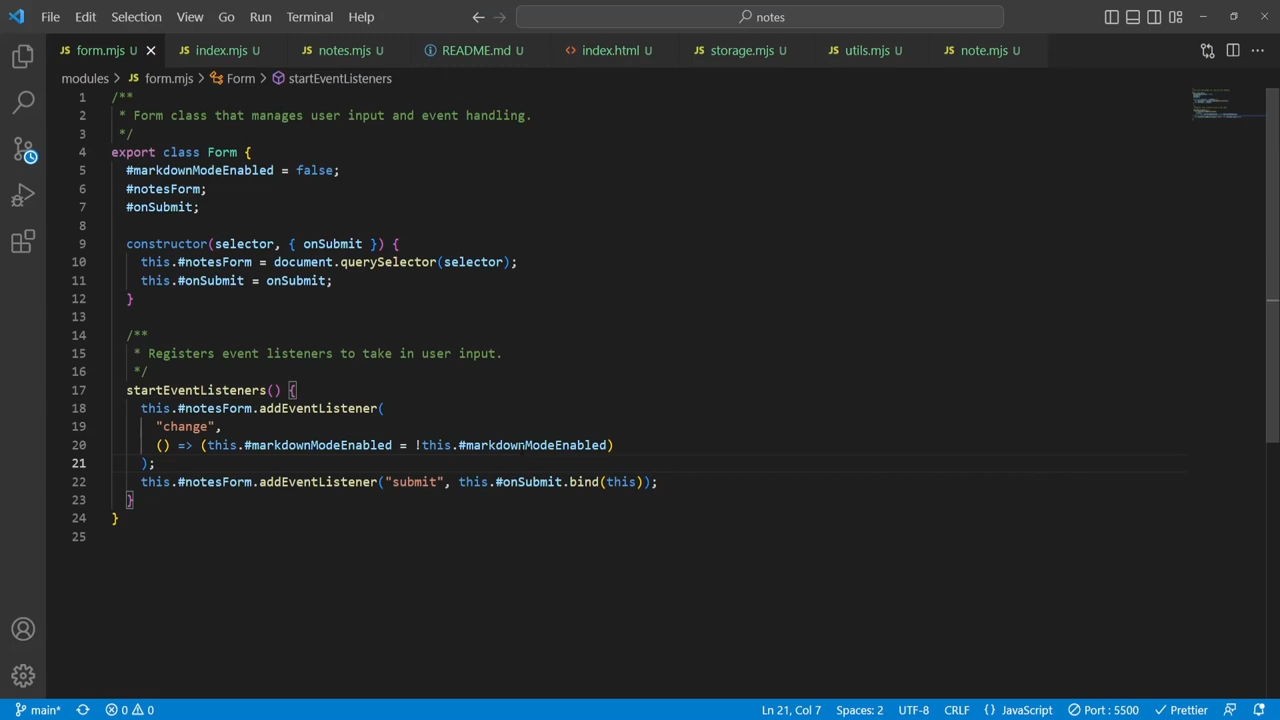 File Edit Selection View Go Run Terminal Help
notes
form.mjs U
index.mjs U
notes.mjs U
README.md U
index.html U
storage.mjs U
utils.mjs U
note.mjs U
modules > form.mjs > Form > startEventListeners
1 /**
2 * Form class that manages user input and event handling.
3 */
4 export class Form {
5 #markdownModeEnabled = false;
6 #notesForm;
7 #onSubmit;
8
9 constructor(selector, { onSubmit }) {
10 this.#notesForm = document.querySelector(selector);
11 this.#onSubmit = onSubmit;
12 }
13
14 /**
15 * Registers event listeners to take in user input.
16 */
17 startEventListeners() {
18 this.#notesForm.addEventListener(
19 "change",
20 () => (this.#markdownModeEnabled = !this.#markdownModeEnabled)
21 );
22 this.#notesForm.addEventListener("submit", this.#onSubmit.bind(this));
23 }
24 }
25
main* 0 0 Ln 21, Col 7 Spaces: 2 UTF-8 CRLF {} JavaScript Port : 5500 Prettier